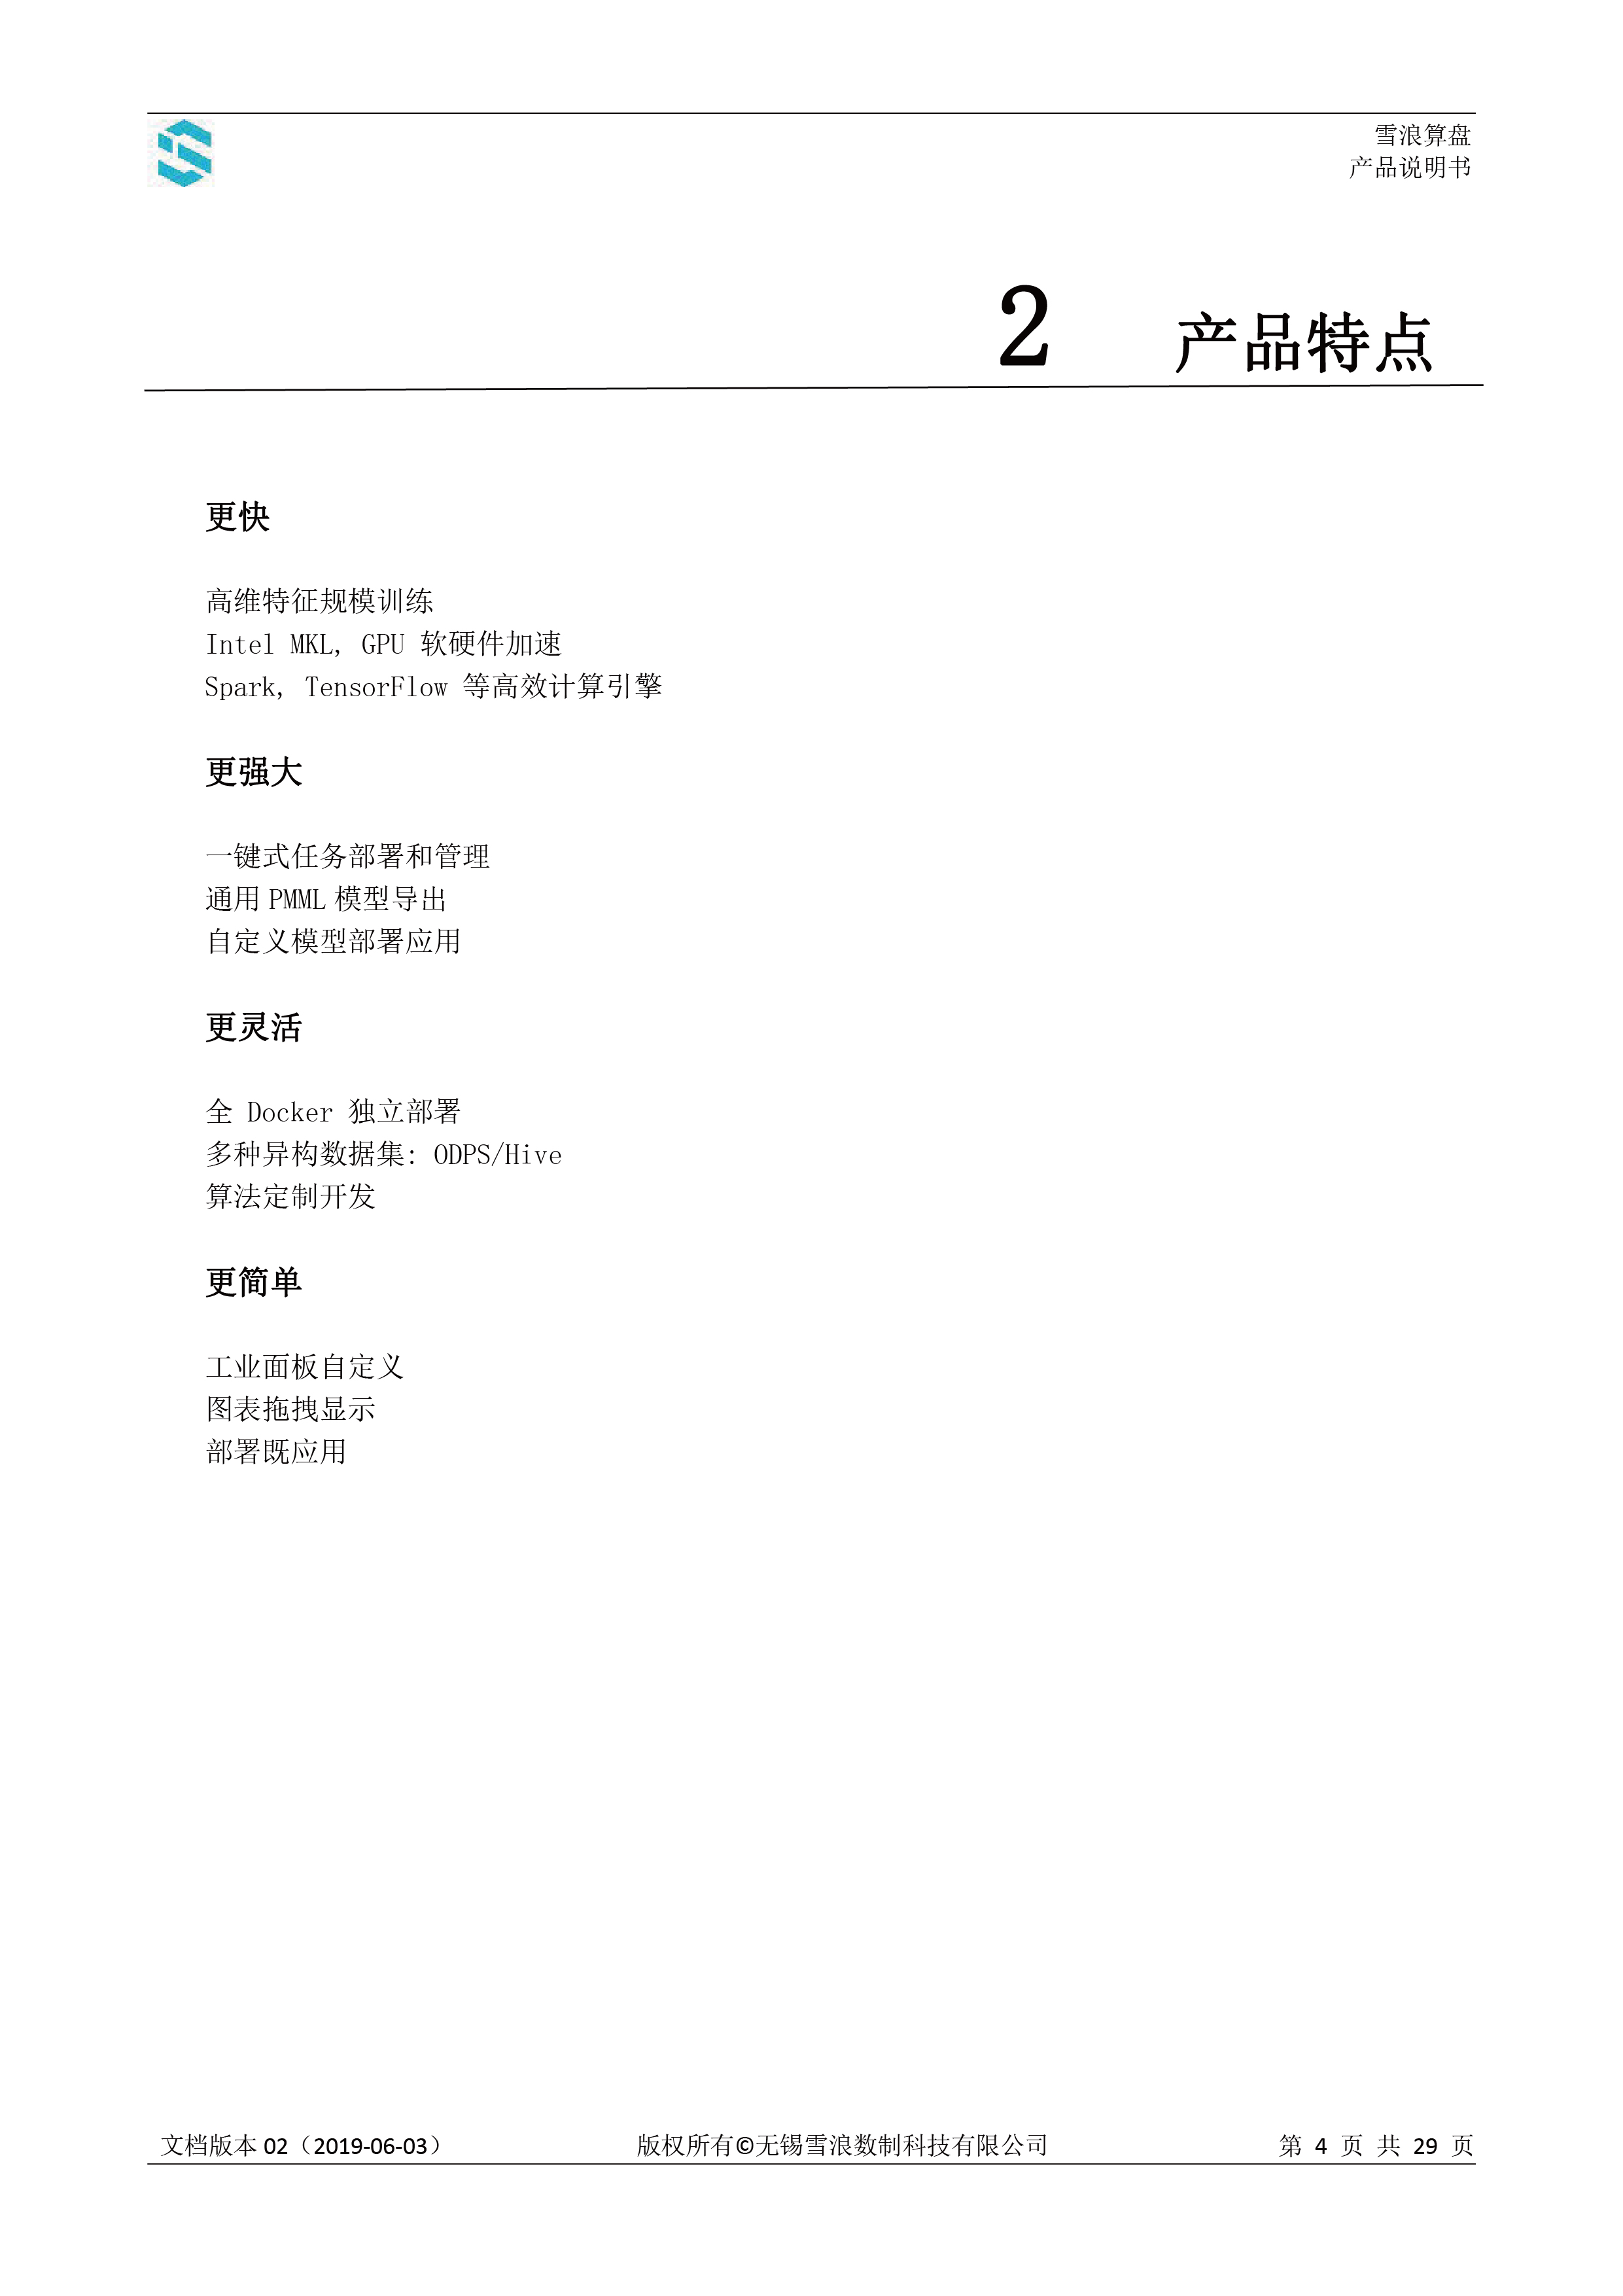 雪浪算盘
产品说明书
2 产品特点
更快
高维特征规模训练
Intel MKL, GPU 软硬件加速
Spark, TensorFlow 等高效计算引擎
更强大
一键式任务部署和管理
通用 PMML 模型导出
自定义模型部署应用
更灵活
全 Docker 独立部署
多种异构数据集: ODPS/Hive
算法定制开发
更简单
工业面板自定义
图表拖拽显示
部署既应用
文档版本 02（2019-06-03） 版权所有©无锡雪浪数制科技有限公司 第 4 页 共 29 页